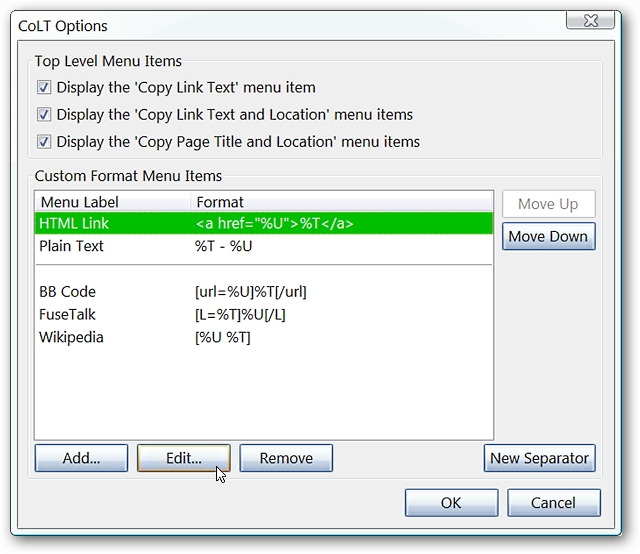 CoLT Options
Top Level Menu Items
Display the 'Copy Link Text' menu item
Display the 'Copy Link Text and Location' menu items
Display the 'Copy Page Title and Location' menu items
Custom Format Menu Items
Menu Label Format
HTML Link <a href="%U">%T</a>
Plain Text %T - %U
BB Code [url=%U]%T[/url]
FuseTalk [L=%T]%U[/L]
Wikipedia [%U %T]
Move Up
Move Down
Add... Edit... Remove New Separator
OK Cancel